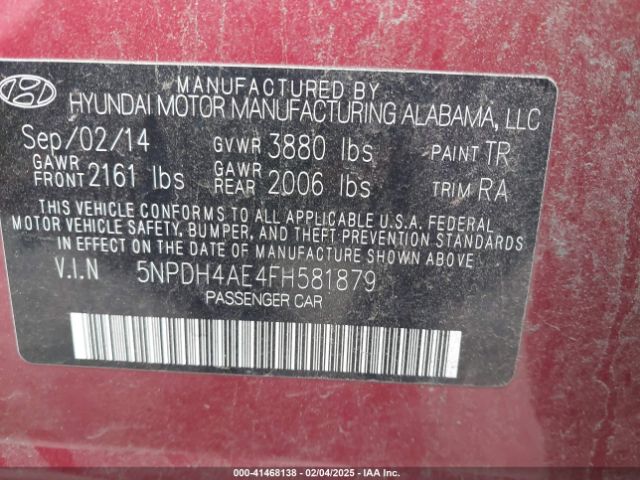 MANUFACTURED BY
HYUNDAI MOTOR MANUFACTURING ALABAMA, LLC
Sep/02/14 GVWR 3880 lbs PAINT TR
GAWR FRONT 2161 lbs GAWR REAR 2006 lbs TRIM RA
THIS VEHICLE CONFORMS TO ALL APPLICABLE U.S.A. FEDERAL
MOTOR VEHICLE SAFETY, BUMPER, AND THEFT PREVENTION STANDARDS
IN EFFECT ON THE DATE OF MANUFACTURE SHOWN ABOVE.
V.I.N 5NPDH4AE4FH581879
PASSENGER CAR
000-41468138 - 02/04/2025 - IAA Inc.